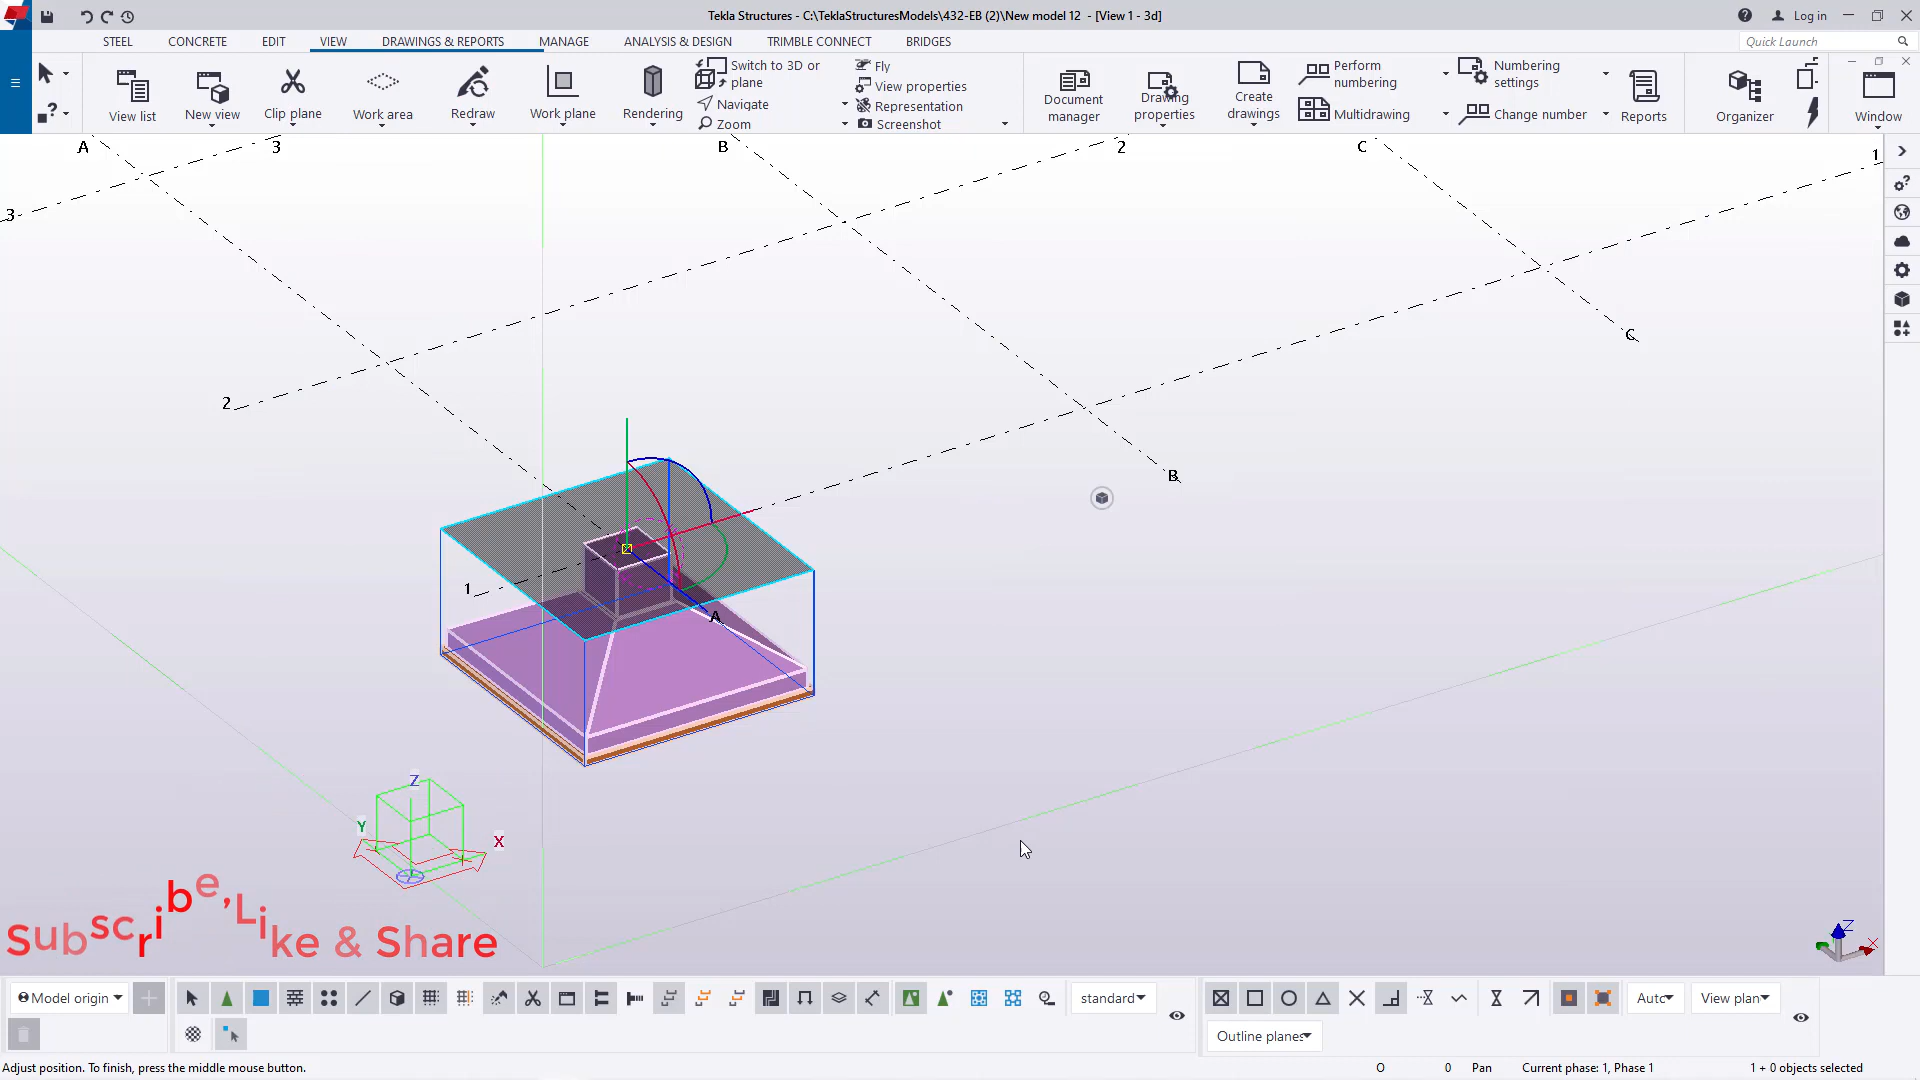 Tekla Structures - C:\TeklaStructuresModels\432-EB (2)\New model 12 - [View 1 - 3d]
Log in
STEEL CONCRETE EDIT VIEW DRAWINGS & REPORTS MANAGE ANALYSIS & DESIGN TRIMBLE CONNECT BRIDGES
Quick Launch
View list
New view
Clip plane
Work area
Redraw
Work plane
Rendering
Switch to 3D or
plane
Navigate
Zoom
Fly
View properties
Representation
Screenshot
Document
manager
Drawing
properties
Create
drawings
Perform
numbering
Multidrawing
Numbering
settings
Change number
Reports
Organizer
Window
A 3 B 2 C 1
3
C
2
B
1
A
Z
Y
X
Subscribe,Like & Share
Z
X
Model origin
standard
Auto
View plan
Outline planes
Adjust position. To finish, press the middle mouse button.
O 0 Pan Current phase: 1, Phase 1 1 + 0 objects selected